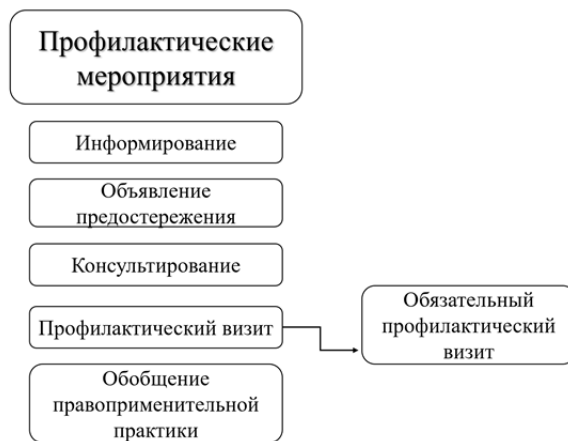 Профилактические
мероприятия
Информирование
Объявление
предостережения
Консультирование
Профилактический визит
Обязательный
профилактический
визит
Обобщение
правоприменительной
практики